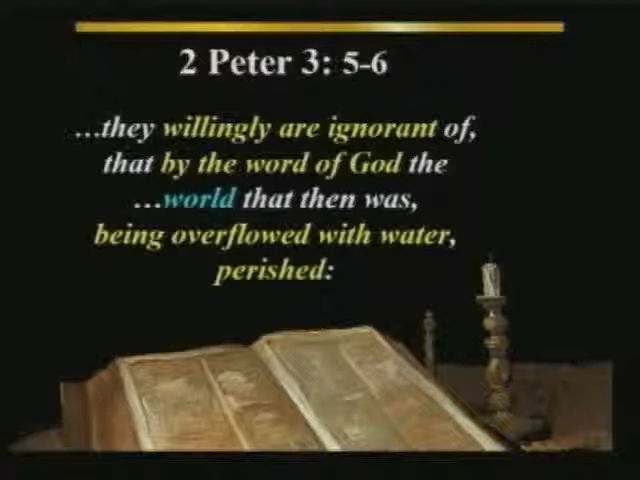 2 Peter 3: 5-6
…they willingly are ignorant of,
that by the word of God the
…world that then was,
being overflowed with water,
perished: